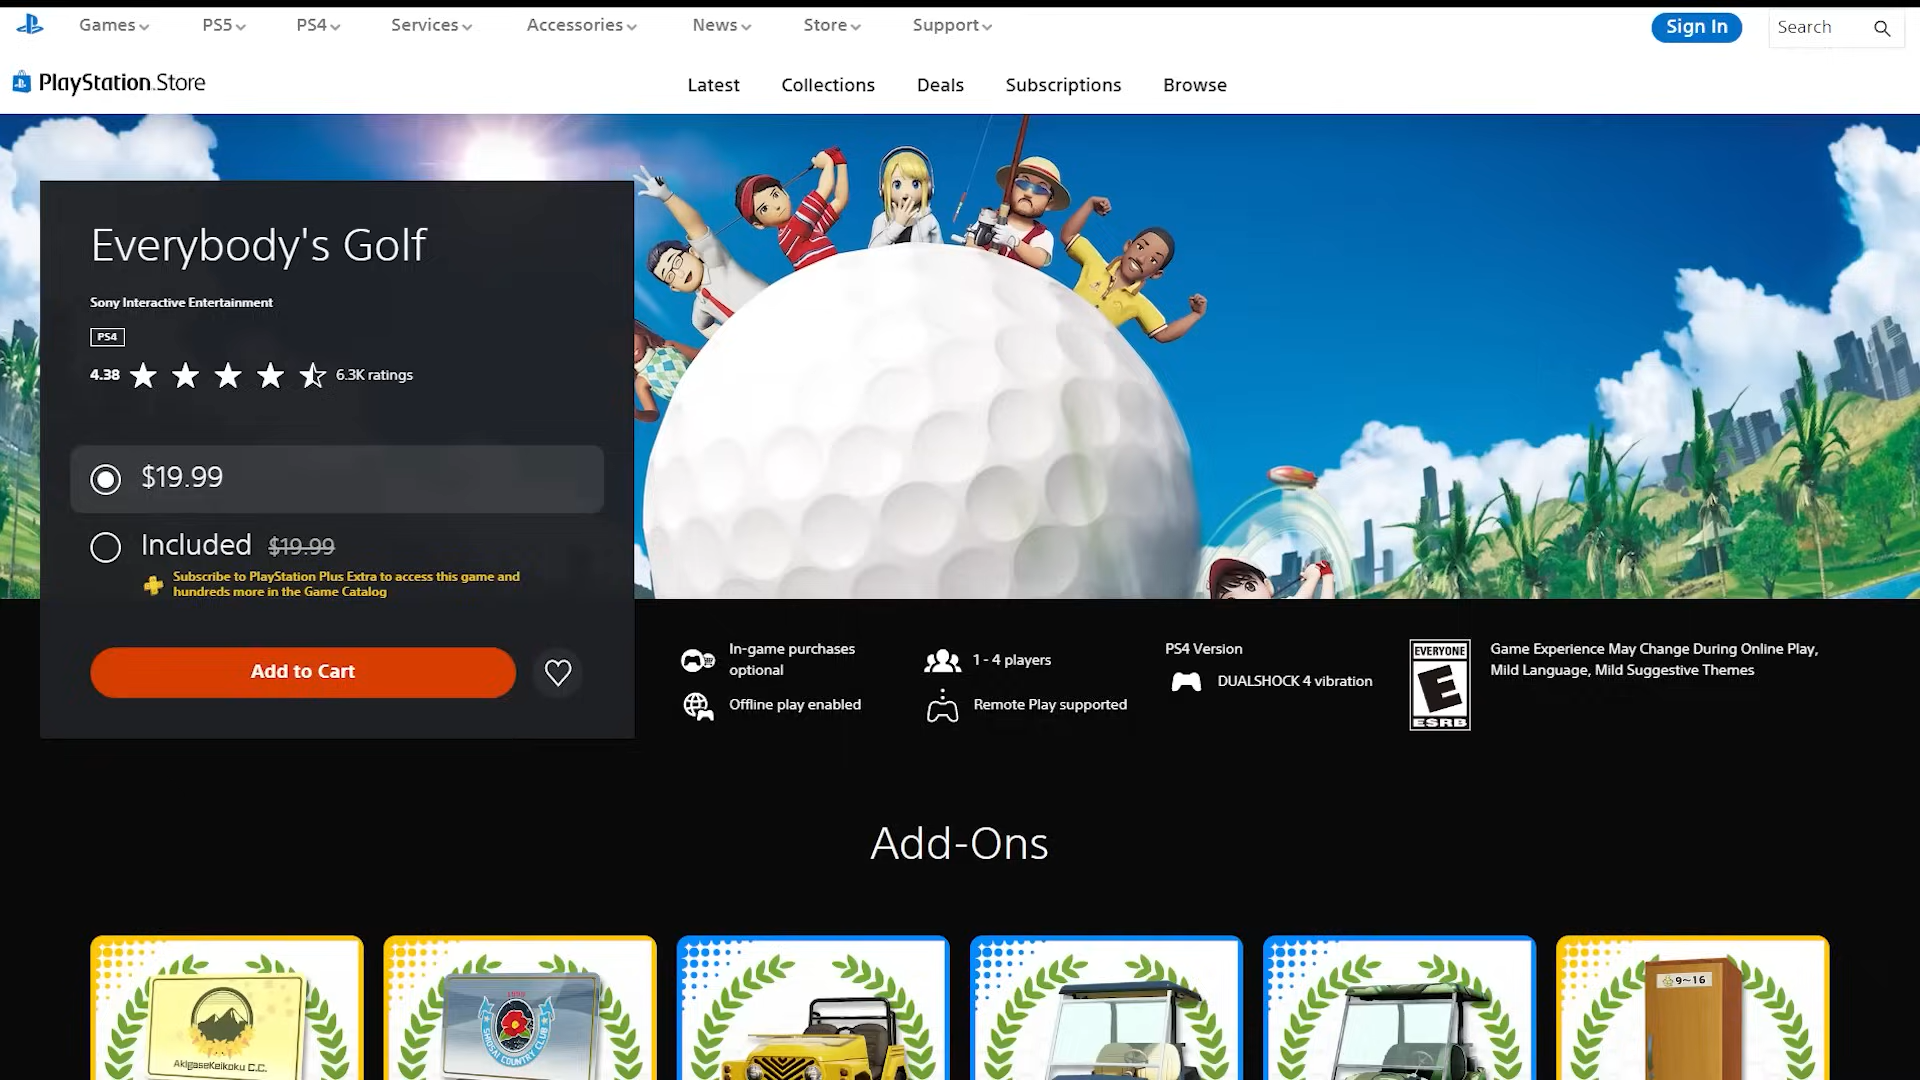 Games
PS5
PS4
Services
Accessories
News
Store
Support
Sign In
Search
PlayStation.Store
Latest
Collections
Deals
Subscriptions
Browse
Everybody's Golf
Sony Interactive Entertainment
PS4
4.38
6.3K ratings
$19.99
Included $19.99
Subscribe to PlayStation Plus Extra to access this game and
hundreds more in the Game Catalog
Add to Cart
In-game purchases
optional
Offline play enabled
1 - 4 players
Remote Play supported
PS4 Version
DUALSHOCK 4 vibration
EVERYONE
E
ESRB
Game Experience May Change During Online Play,
Mild Language, Mild Suggestive Themes
Add-Ons
AkigaseKeikoku C.C.
SHIOSAI COUNTRY CLUB
9~16